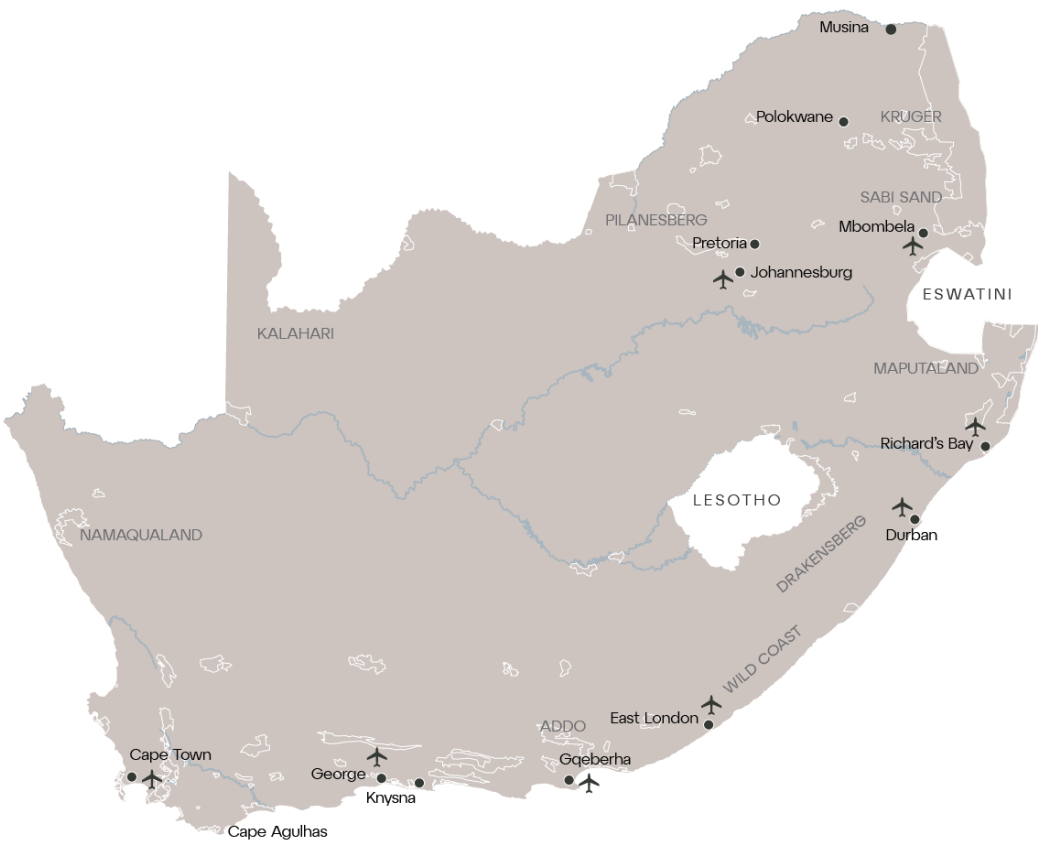 Musina
Polokwane
KRUGER
SABI SAND
PILANESBERG
Mbombela
Pretoria
Johannesburg
ESWATINI
KALAHARI
MAPUTALAND
Richard's Bay
LESOTHO
NAMAQUALAND
Durban
DRAKENSBERG
WILD COAST
East London
ADDO
Cape Town
Gqeberha
George
Knysna
Cape Agulhas